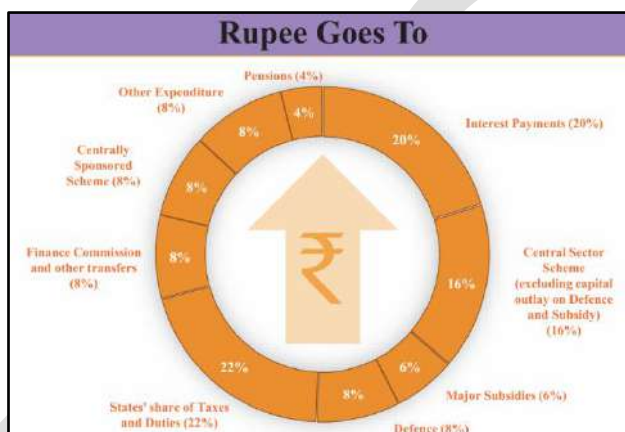 Rupee Goes To
Pensions (4%)
Other Expenditure
(8%)
Centrally
Sponsored
Scheme (8%)
Finance Commission
and other transfers
(8%)
States' share of Taxes
and Duties (22%)
Defence (8%)
Major Subsidies (6%)
Central Sector
Scheme
(excluding capital
outlay on Defence
and Subsidy)
(16%)
Interest Payments (20%)
4%
20%
16%
6%
8%
22%
8%
8%
8%
₹